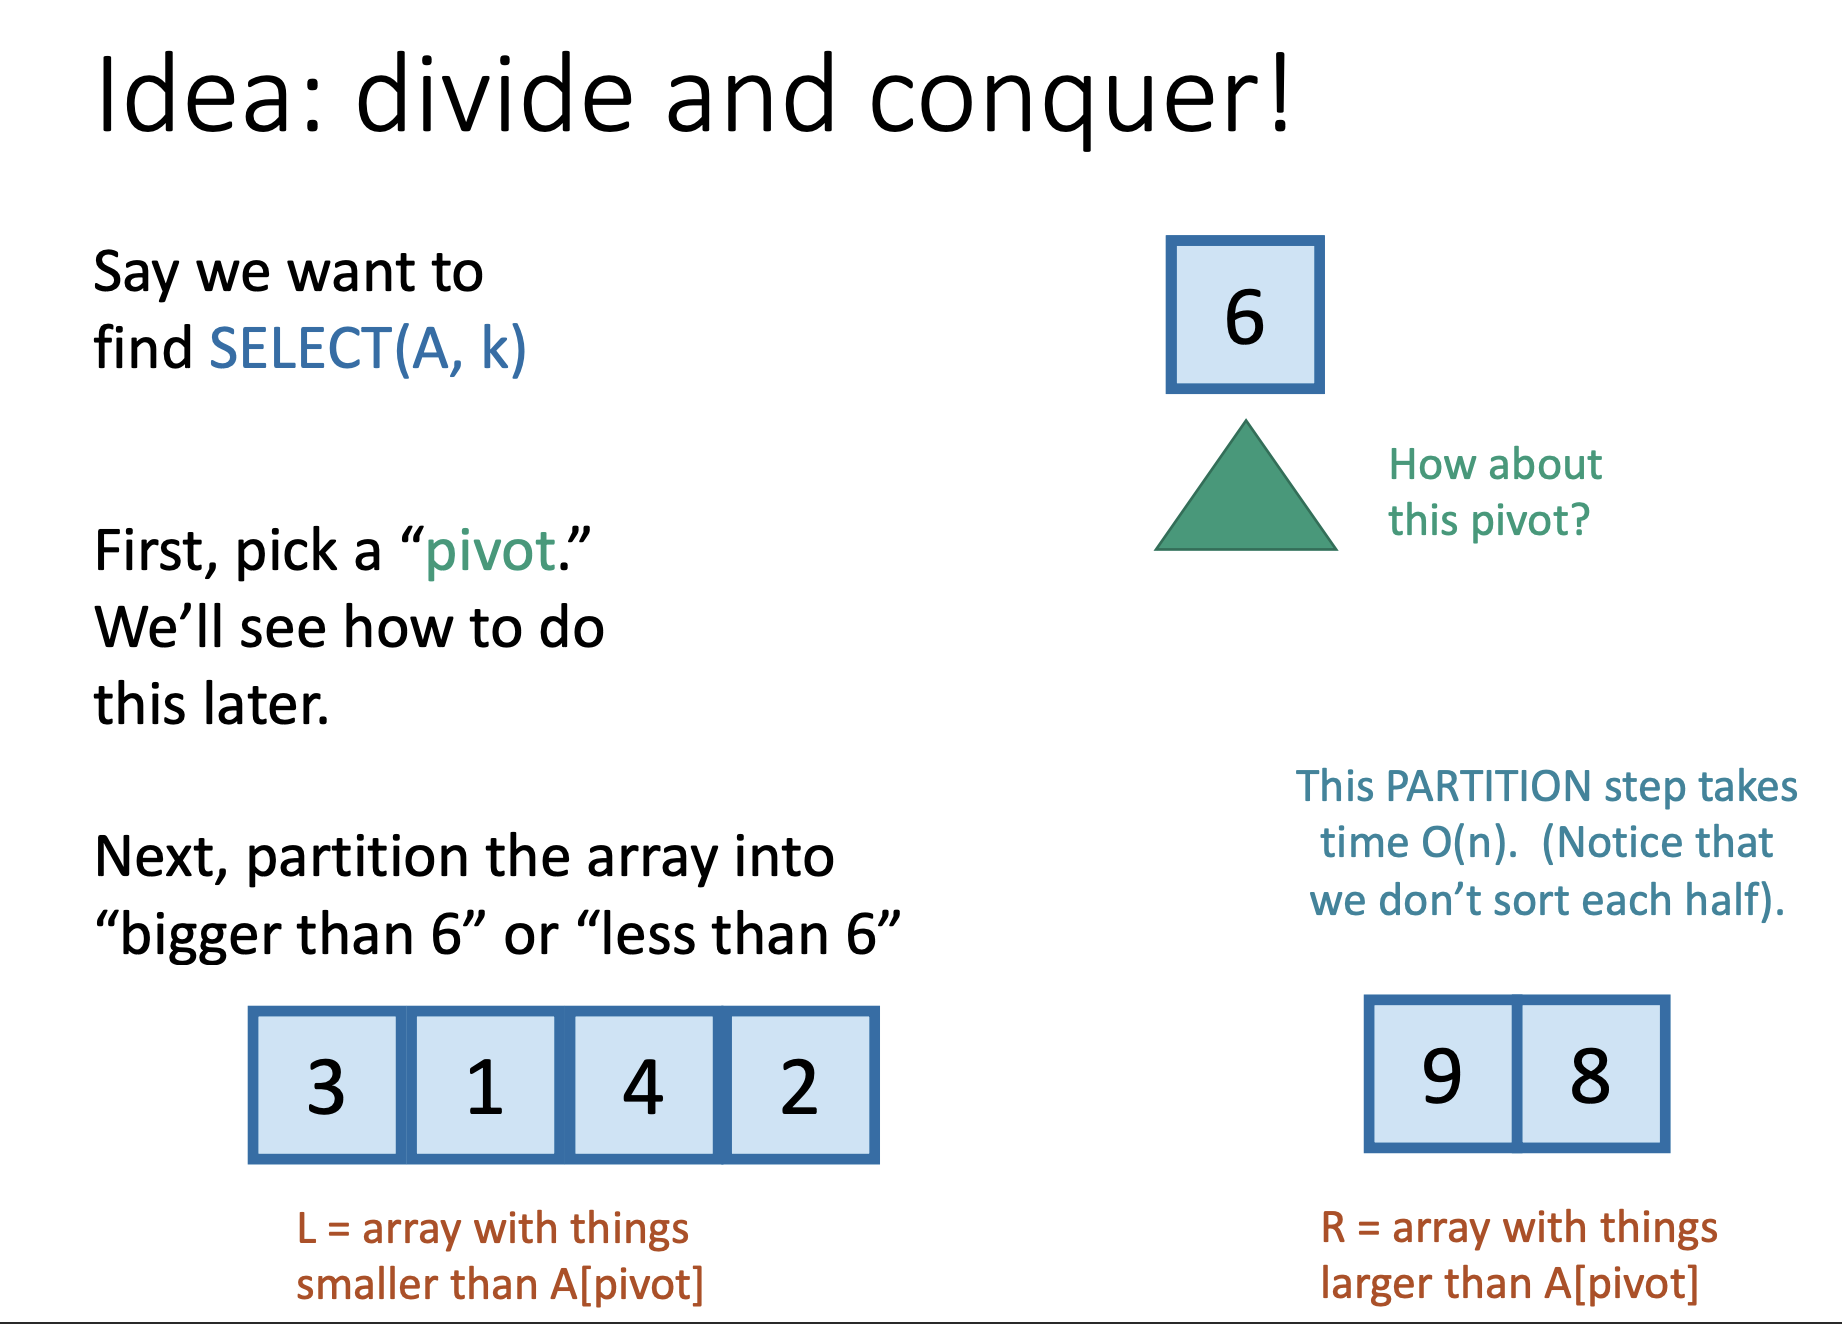 Idea: divide and conquer!
Say we want to
find SELECT(A, k)
6
How about
this pivot?
First, pick a “pivot.”
We’ll see how to do
this later.
This PARTITION step takes
time O(n). (Notice that
we don’t sort each half).
Next, partition the array into
“bigger than 6” or “less than 6”
3 1 4 2
9 8
L = array with things
smaller than A[pivot]
R = array with things
larger than A[pivot]